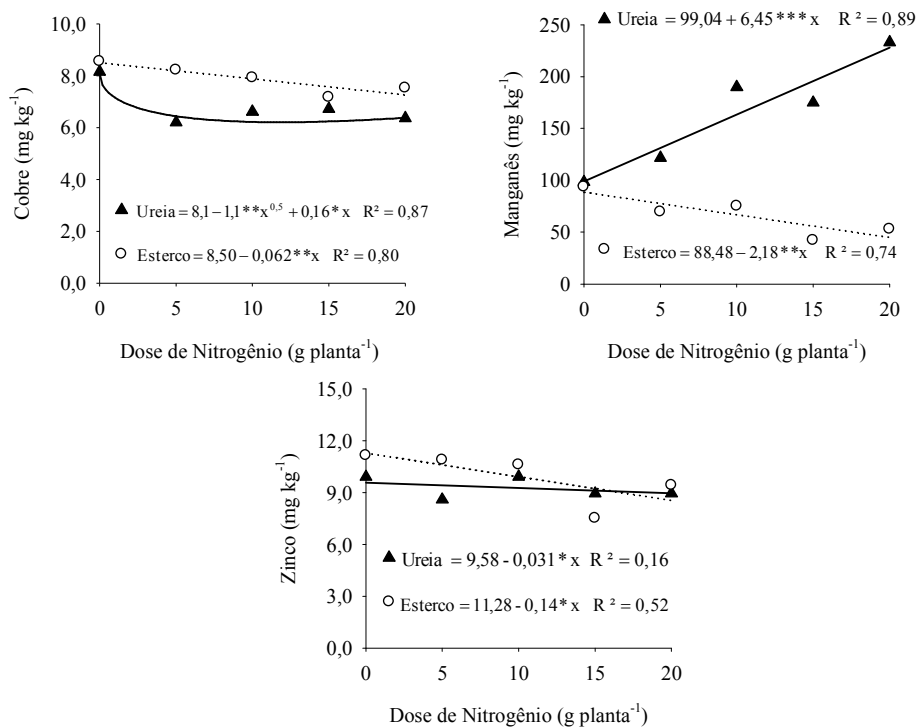 10,0
8,0
6,0
4,0
2,0
0,0
Cobre (mg kg⁻¹)
▲ Ureia = 8,1 – 1,1**x^0,5 + 0,16*x R² = 0,87
○ Esterco = 8,50 – 0,062**x R² = 0,80
0 5 10 15 20
Dose de Nitrogênio (g planta⁻¹)
▲ Ureia = 99,04 + 6,45***x R² = 0,89
250
200
150
100
50
0
Manganês (mg kg⁻¹)
○ Esterco = 88,48 – 2,18**x R² = 0,74
0 5 10 15 20
Dose de Nitrogênio (g planta⁻¹)
15,0
12,0
9,0
6,0
3,0
0,0
Zinco (mg kg⁻¹)
▲ Ureia = 9,58 - 0,031*x R² = 0,16
○ Esterco = 11,28 - 0,14*x R² = 0,52
0 5 10 15 20
Dose de Nitrogênio (g planta⁻¹)